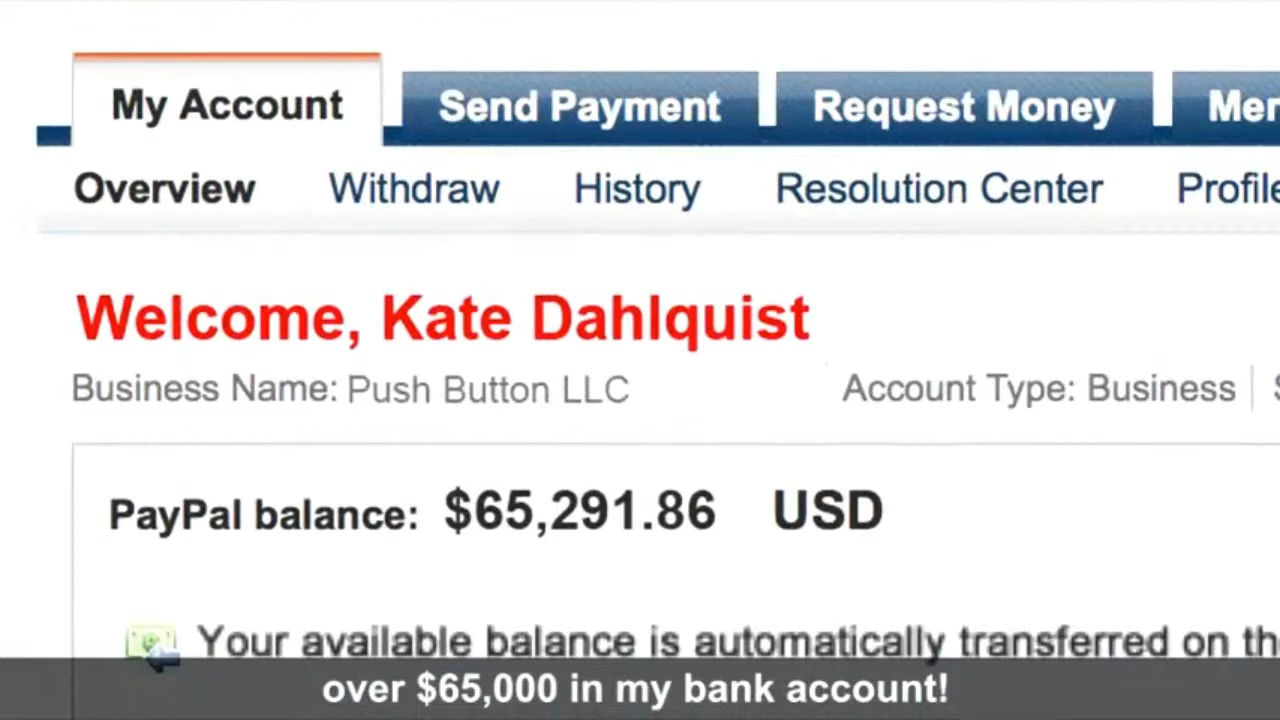 My Account Send Payment Request Money Mer
Overview Withdraw History Resolution Center Profile
Welcome, Kate Dahlquist
Business Name: Push Button LLC Account Type: Business S
PayPal balance: $65,291.86 USD
Your available balance is automatically transferred on th
over $65,000 in my bank account!